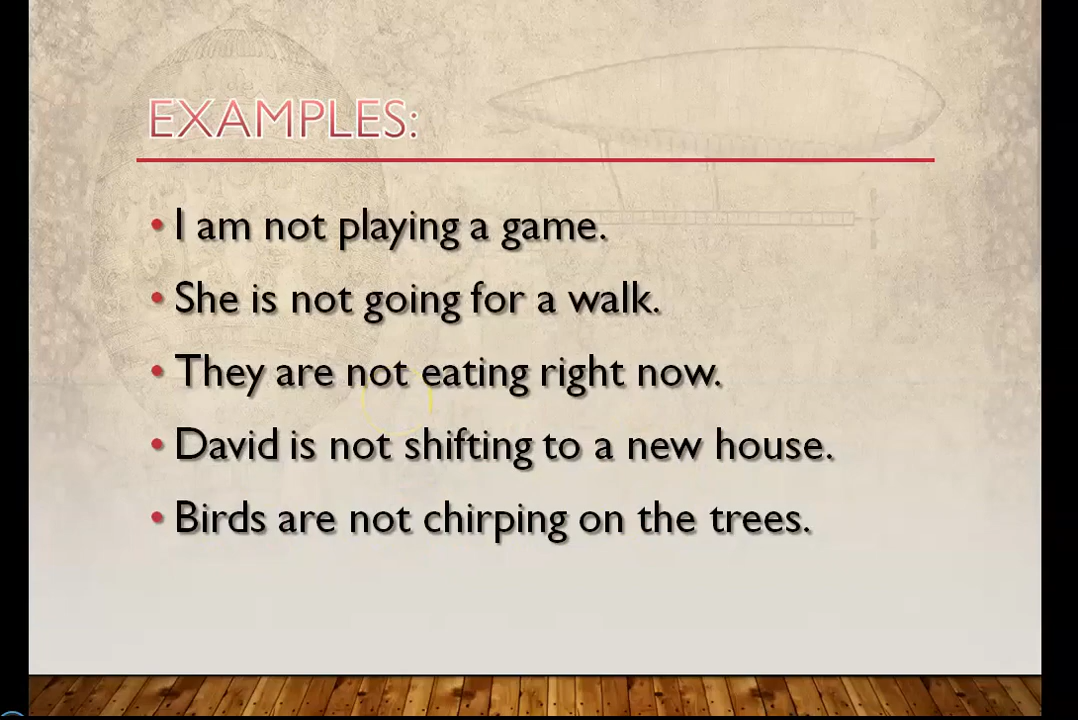 EXAMPLES:
• I am not playing a game.
• She is not going for a walk.
• They are not eating right now.
• David is not shifting to a new house.
• Birds are not chirping on the trees.